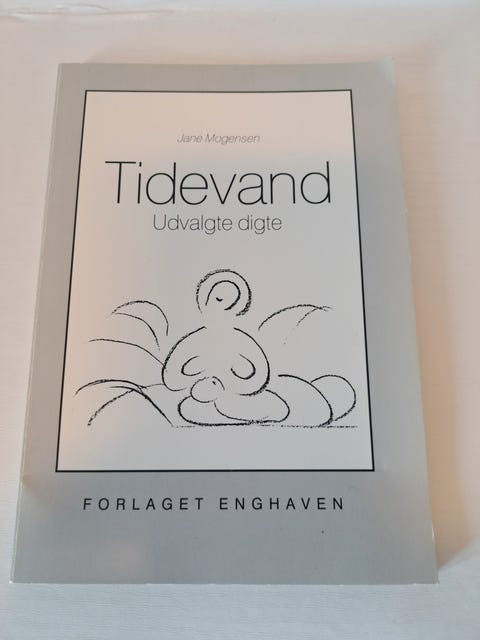 Jane Mogensen
Tidevand
Udvalgte digte
FORLAGET ENGHAVEN